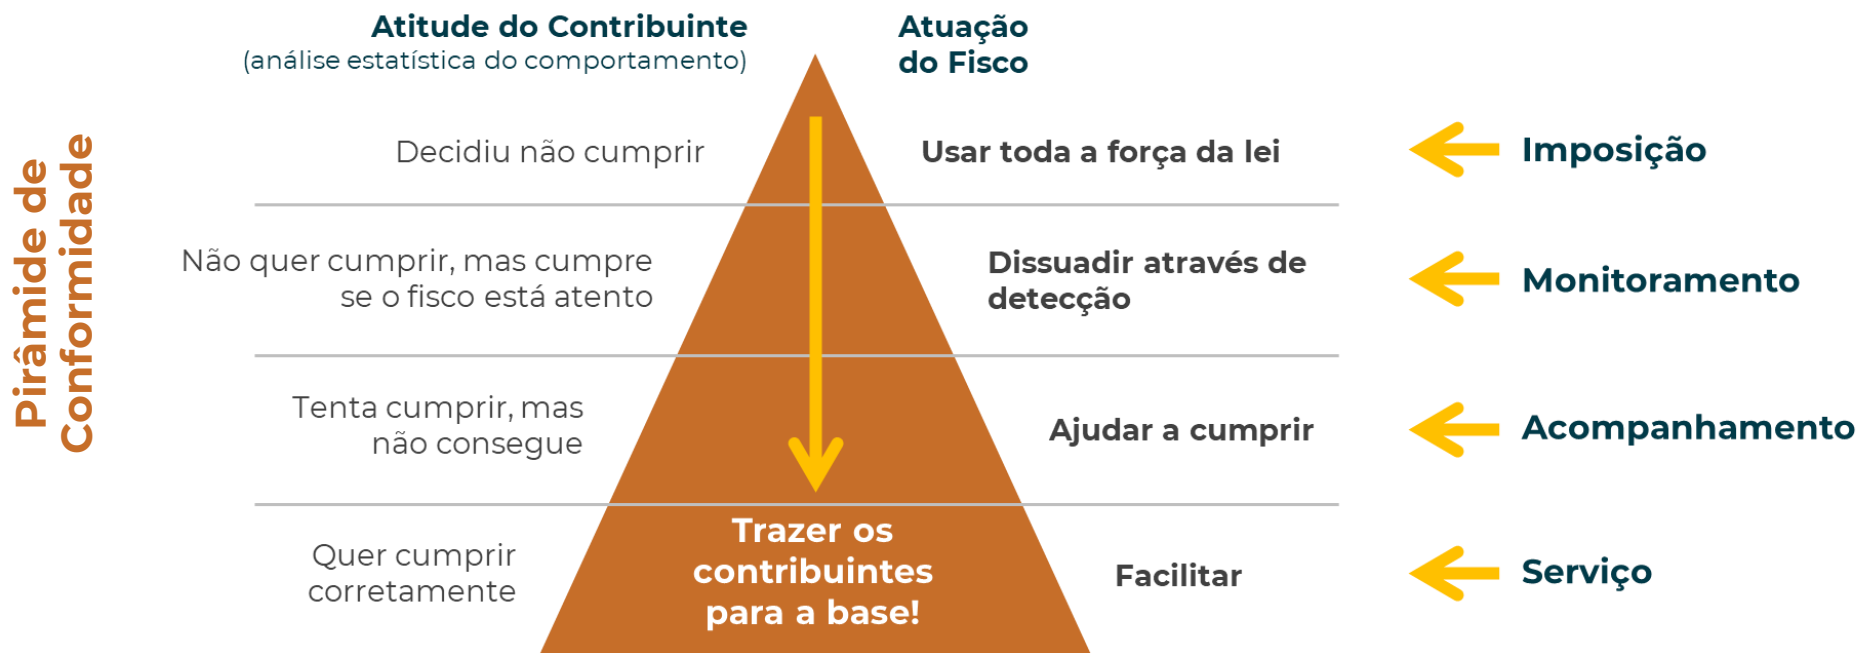 Pirâmide de
Conformidade
Atitude do Contribuinte
(análise estatística do comportamento)
Atuação
do Fisco
Decidiu não cumprir
Usar toda a força da lei
Imposição
Não quer cumprir, mas cumpre
se o fisco está atento
Dissuadir através de
detecção
Monitoramento
Tenta cumprir, mas
não consegue
Ajudar a cumprir
Acompanhamento
Quer cumprir
corretamente
Trazer os
contribuintes
para a base!
Facilitar
Serviço